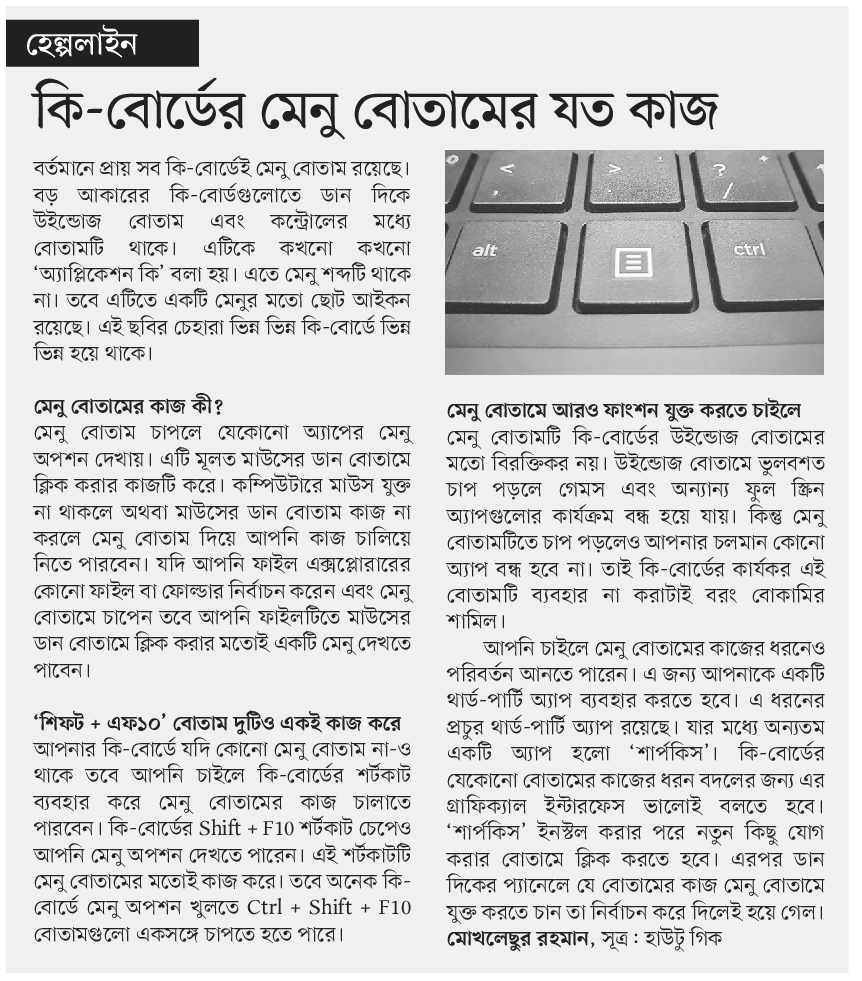 হেল্পলাইন
কি-বোর্ডের মেনু বোতামের যত কাজ
বর্তমানে প্রায় সব কি-বোর্ডেই মেনু বোতাম রয়েছে।
বড় আকারের কি-বোর্ডগুলোতে ডান দিকে
উইন্ডোজ বোতাম এবং কন্ট্রোলের মধ্যে
বোতামটি থাকে। এটিকে কখনো কখনো
‘অ্যাপ্লিকেশন কি’ বলা হয়। এতে মেনু শব্দটি থাকে
না। তবে এটিতে একটি মেনুর মতো ছোট আইকন
রয়েছে। এই ছবির চেহারা ভিন্ন ভিন্ন কি-বোর্ডে ভিন্ন
ভিন্ন হয়ে থাকে।
মেনু বোতামের কাজ কী?
মেনু বোতাম চাপলে যেকোনো অ্যাপের মেনু
অপশন দেখায়। এটি মূলত মাউসের ডান বোতামে
ক্লিক করার কাজটি করে। কম্পিউটারে মাউস যুক্ত
না থাকলে অথবা মাউসের ডান বোতাম কাজ না
করলে মেনু বোতাম দিয়ে আপনি কাজ চালিয়ে
নিতে পারবেন। যদি আপনি ফাইল এক্সপ্লোরারের
কোনো ফাইল বা ফোল্ডার নির্বাচন করেন এবং মেনু
বোতামে চাপেন তবে আপনি ফাইলটিতে মাউসের
ডান বোতামে ক্লিক করার মতোই একটি মেনু দেখতে
পাবেন।
‘শিফট + এফ১০’ বোতাম দুটিও একই কাজ করে
আপনার কি-বোর্ডে যদি কোনো মেনু বোতাম না-ও
থাকে তবে আপনি চাইলে কি-বোর্ডের শর্টকাট
ব্যবহার করে মেনু বোতামের কাজ চালাতে
পারবেন। কি-বোর্ডের Shift + F10 শর্টকাট চেপেও
আপনি মেনু অপশন দেখতে পারেন। এই শর্টকাটটি
মেনু বোতামের মতোই কাজ করে। তবে অনেক কি-
বোর্ডে মেনু অপশন খুলতে Ctrl + Shift + F10
বোতামগুলো একসঙ্গে চাপতে হতে পারে।
< > ? "
, . /
alt ctrl
মেনু বোতামে আরও ফাংশন যুক্ত করতে চাইলে
মেনু বোতামটি কি-বোর্ডের উইন্ডোজ বোতামের
মতো বিরক্তিকর নয়। উইন্ডোজ বোতামে ভুলবশত
চাপ পড়লে গেমস এবং অন্যান্য ফুল স্ক্রিন
অ্যাপগুলোর কার্যক্রম বন্ধ হয়ে যায়। কিন্তু মেনু
বোতামটিতে চাপ পড়লেও আপনার চলমান কোনো
অ্যাপ বন্ধ হবে না। তাই কি-বোর্ডের কার্যকর এই
বোতামটি ব্যবহার না করাটাই বরং বোকামির
শামিল।
আপনি চাইলে মেনু বোতামের কাজের ধরনেও
পরিবর্তন আনতে পারেন। এ জন্য আপনাকে একটি
থার্ড-পার্টি অ্যাপ ব্যবহার করতে হবে। এ ধরনের
প্রচুর থার্ড-পার্টি অ্যাপ রয়েছে। যার মধ্যে অন্যতম
একটি অ্যাপ হলো ‘শার্পকিস’। কি-বোর্ডের
যেকোনো বোতামের কাজের ধরন বদলের জন্য এর
গ্রাফিক্যাল ইন্টারফেস ভালোই বলতে হবে।
‘শার্পকিস’ ইনস্টল করার পরে নতুন কিছু যোগ
করার বোতামে ক্লিক করতে হবে। এরপর ডান
দিকের প্যানেলে যে বোতামের কাজ মেনু বোতামে
যুক্ত করতে চান তা নির্বাচন করে দিলেই হয়ে গেল।
মোখলেছুর রহমান, সূত্র : হাউটু গিক